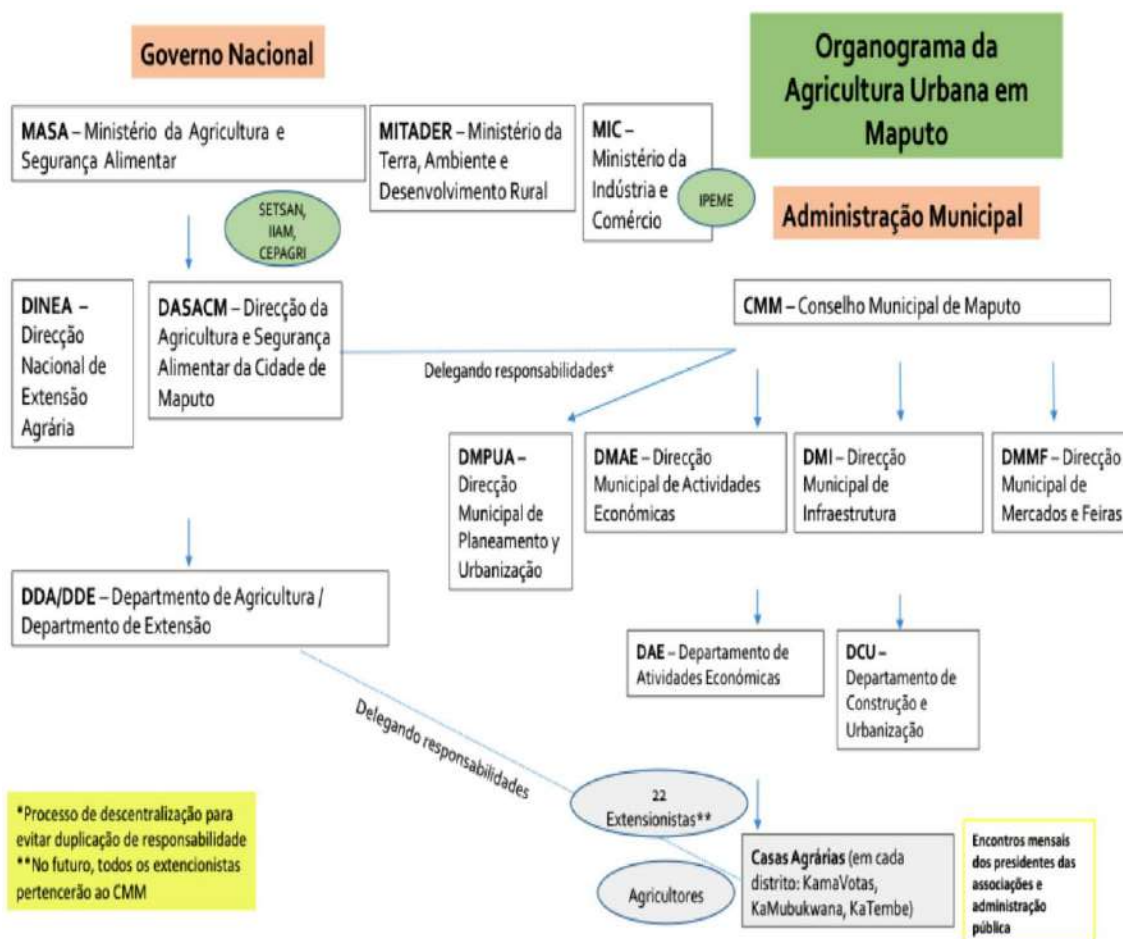 Governo Nacional
Organograma da
Agricultura Urbana em
Maputo
MASA – Ministério da Agricultura e
Segurança Alimentar
MITADER – Ministério da
Terra, Ambiente e
Desenvolvimento Rural
MIC –
Ministério da
Indústria e
Comércio
IPEME
SETSAN,
IIAM,
CEPAGRI
Administração Municipal
DINEA –
Direcção
Nacional de
Extensão
Agrária
DASACM – Direcção da
Agricultura e Segurança
Alimentar da Cidade de
Maputo
CMM – Conselho Municipal de Maputo
Delegando responsabilidades*
DMPUA –
Direcção
Municipal de
Planeamento y
Urbanização
DMAE – Direcção
Municipal de Actividades
Económicas
DMI – Direcção
Municipal de
Infraestrutura
DMMF – Direcção
Municipal de
Mercados e Feiras
DDA/DDE – Departmento de Agricultura /
Departmento de Extensão
DAE – Departamento de
Atividades Económicas
DCU –
Departamento de
Construção e
Urbanização
Delegando responsabilidades
22
Extensionistas**
Agricultores
Casas Agrárias (em cada
distrito: KamaVotas,
KaMubukwana, KaTembe)
Encontros mensais
dos presidentes das
associações e
administração
pública
*Processo de descentralização para
evitar duplicação de responsabilidade
**No futuro, todos os extencionistas
pertencerão ao CMM